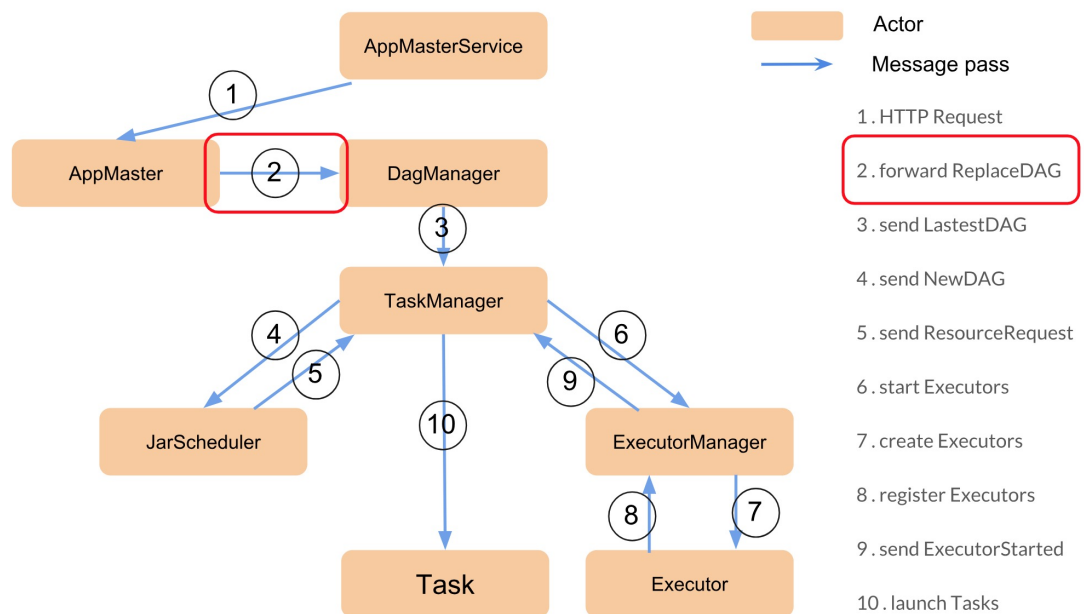 AppMasterService
1
AppMaster
2
DagManager
3
TaskManager
4
5
6
9
10
JarScheduler
ExecutorManager
8
7
Task
Executor
Actor
Message pass
1. HTTP Request
2. forward ReplaceDAG
3. send LastestDAG
4. send NewDAG
5. send ResourceRequest
6. start Executors
7. create Executors
8. register Executors
9. send ExecutorStarted
10. launch Tasks